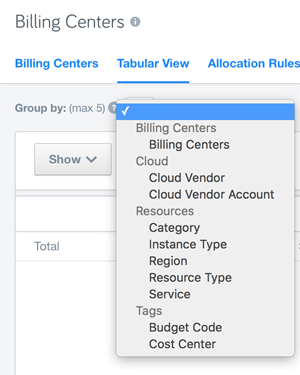 Billing Centers
Billing Centers Tabular View Allocation Rules
Group by: (max 5) ?
✓
Billing Centers
Billing Centers
Cloud
Cloud Vendor
Cloud Vendor Account
Show
Resources
Category
Instance Type
Region
Resource Type
Service
Total
Tags
Budget Code
Cost Center